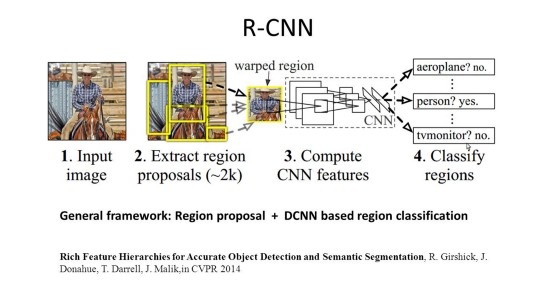 R-CNN
warped region
aeroplane? no.
⋮
person? yes.
⋮
tvmonitor? no.
CNN
1. Input
image
2. Extract region
proposals (~2k)
3. Compute
CNN features
4. Classify
regions
General framework: Region proposal + DCNN based region classification
Rich Feature Hierarchies for Accurate Object Detection and Semantic Segmentation, R. Girshick, J.
Donahue, T. Darrell, J. Malik,in CVPR 2014